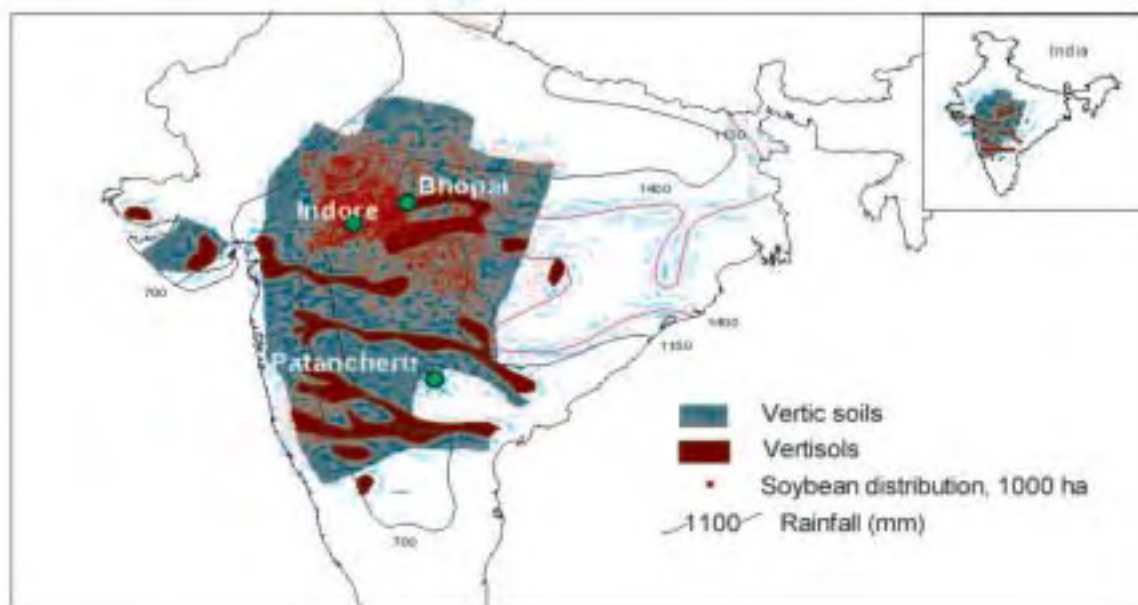 India
1400
Bhopal
Indore
700
1400
1150
Patancheru
Vertic soils
Vertisols
Soybean distribution, 1000 ha
1100 Rainfall (mm)
700